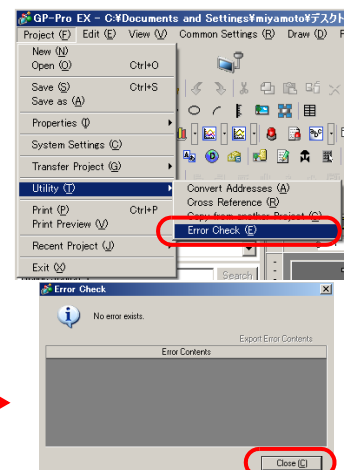 GP-Pro EX - C:¥Documents and Settings¥miyamoto¥デスクト
Project (F) Edit (E) View (V) Common Settings (R) Draw (D)
New (N)
Open (O) Ctrl+O
Save (S) Ctrl+S
Save as (A)
Properties (I)
System Settings (C)
Transfer Project (G)
Utility (T)
Convert Addresses (A)
Cross Reference (R)
Copy from another Project (C)
Error Check (E)
Print (P) Ctrl+P
Print Preview (V)
Recent Project (J)
Exit (X)
Search
Error Check
No error exists.
Export Error Contents
Error Contents
Close (C)